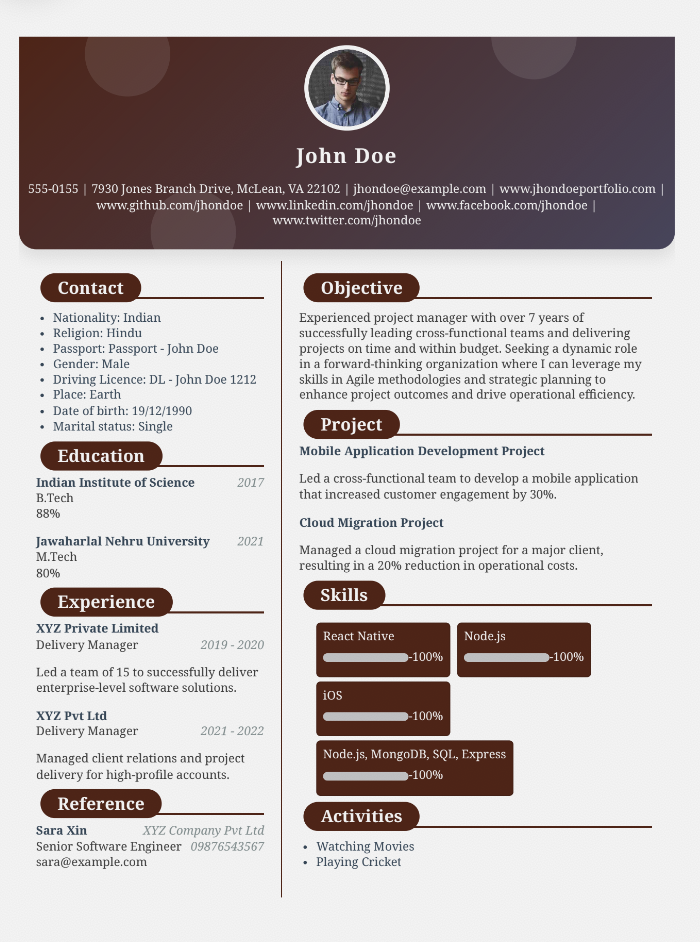 John Doe
555-0155 | 7930 Jones Branch Drive, McLean, VA 22102 | jhondoe@example.com | www.jhondoeportfolio.com |
www.github.com/jhondoe | www.linkedin.com/jhondoe | www.facebook.com/jhondoe |
www.twitter.com/jhondoe
Contact
• Nationality: Indian
• Religion: Hindu
• Passport: Passport - John Doe
• Gender: Male
• Driving Licence: DL - John Doe 1212
• Place: Earth
• Date of birth: 19/12/1990
• Marital status: Single
Education
Indian Institute of Science 2017
B.Tech
88%
Jawaharlal Nehru University 2021
M.Tech
80%
Experience
XYZ Private Limited
Delivery Manager 2019 - 2020
Led a team of 15 to successfully deliver
enterprise-level software solutions.
XYZ Pvt Ltd
Delivery Manager 2021 - 2022
Managed client relations and project
delivery for high-profile accounts.
Reference
Sara Xin XYZ Company Pvt Ltd
Senior Software Engineer 09876543567
sara@example.com
Objective
Experienced project manager with over 7 years of
successfully leading cross-functional teams and delivering
projects on time and within budget. Seeking a dynamic role
in a forward-thinking organization where I can leverage my
skills in Agile methodologies and strategic planning to
enhance project outcomes and drive operational efficiency.
Project
Mobile Application Development Project
Led a cross-functional team to develop a mobile application
that increased customer engagement by 30%.
Cloud Migration Project
Managed a cloud migration project for a major client,
resulting in a 20% reduction in operational costs.
Skills
React Native
-100%
Node.js
-100%
iOS
-100%
Node.js, MongoDB, SQL, Express
-100%
Activities
• Watching Movies
• Playing Cricket